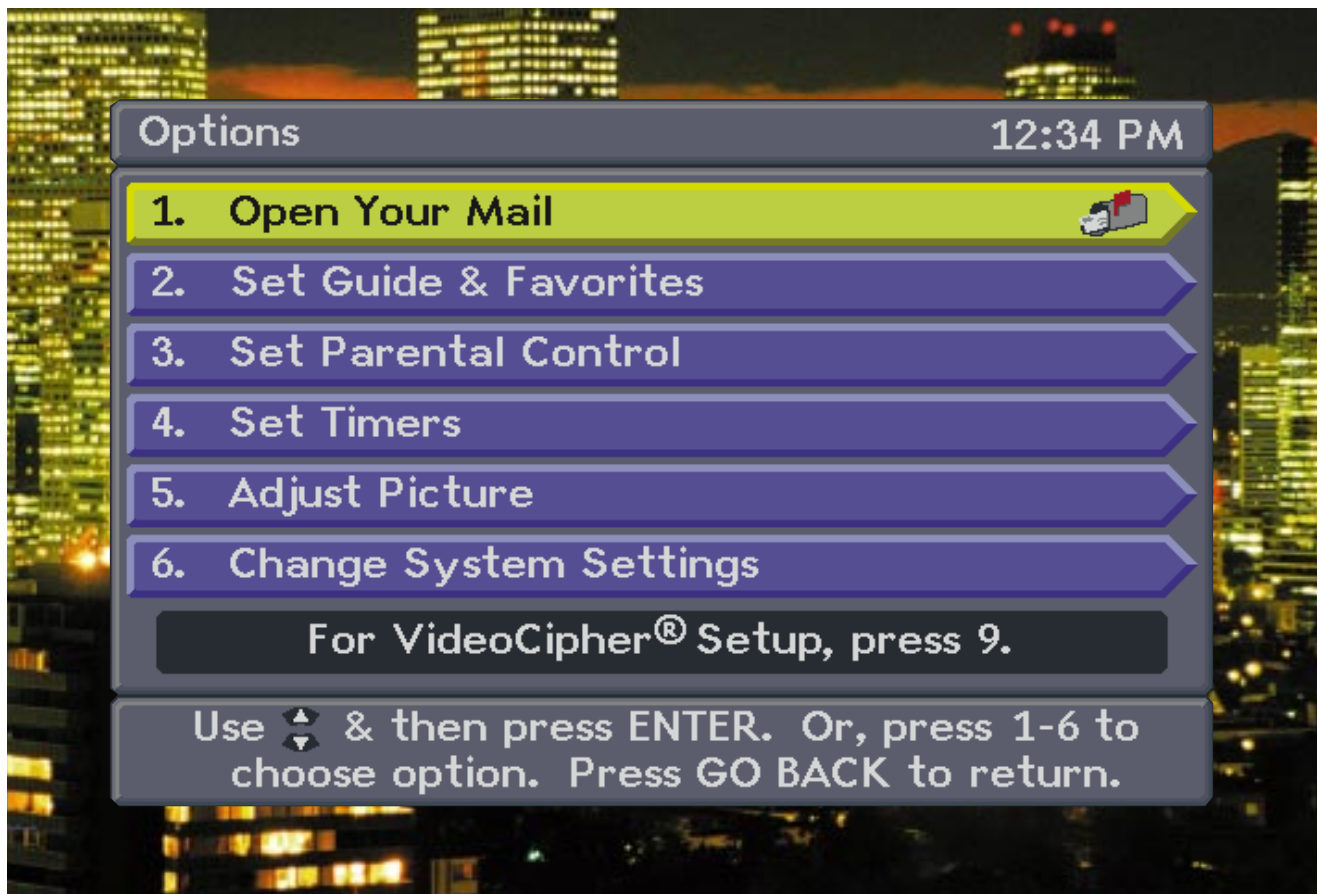 Options 12:34 PM
1. Open Your Mail
2. Set Guide & Favorites
3. Set Parental Control
4. Set Timers
5. Adjust Picture
6. Change System Settings
For VideoCipher® Setup, press 9.
Use & then press ENTER. Or, press 1-6 to
choose option. Press GO BACK to return.